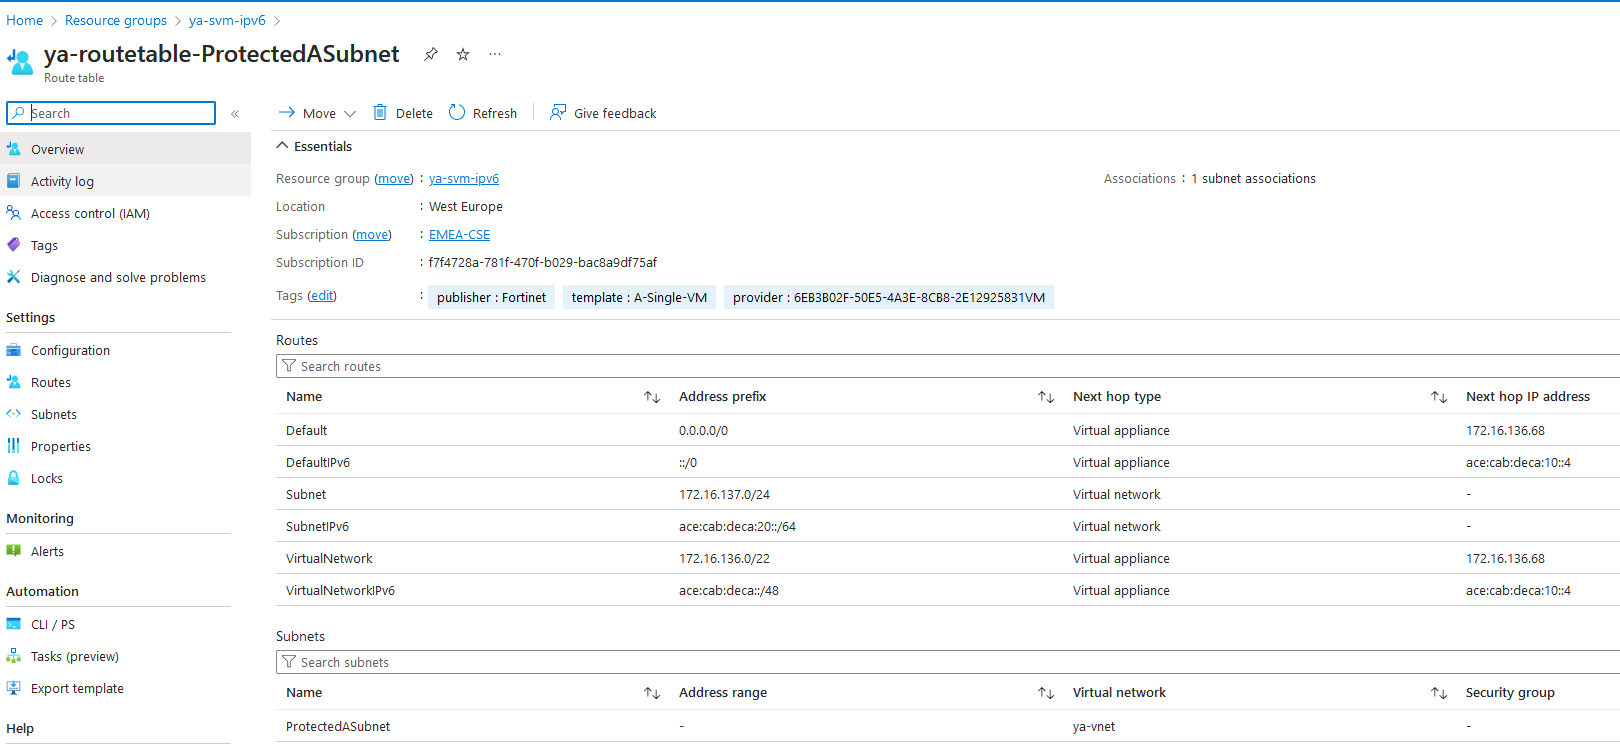 Home > Resource groups > ya-svm-ipv6 >
ya-routetable-ProtectedASubnet
Route table
Search
Overview
Activity log
Access control (IAM)
Tags
Diagnose and solve problems
Settings
Configuration
Routes
Subnets
Properties
Locks
Monitoring
Alerts
Automation
CLI / PS
Tasks (preview)
Export template
Help
Move Delete Refresh Give feedback
Essentials
Resource group (move) : ya-svm-ipv6
Associations : 1 subnet associations
Location : West Europe
Subscription (move) : EMEA-CSE
Subscription ID : f7f4728a-781f-470f-b029-bac8a9df75af
Tags (edit) : publisher : Fortinet template : A-Single-VM provider : 6EB3B02F-50E5-4A3E-8CB8-2E12925831VM
Routes
Search routes
Name Address prefix Next hop type Next hop IP address
Default 0.0.0.0/0 Virtual appliance 172.16.136.68
DefaultIPv6 ::/0 Virtual appliance ace:cab:deca:10::4
Subnet 172.16.137.0/24 Virtual network -
SubnetIPv6 ace:cab:deca:20::/64 Virtual network -
VirtualNetwork 172.16.136.0/22 Virtual appliance 172.16.136.68
VirtualNetworkIPv6 ace:cab:deca::/48 Virtual appliance ace:cab:deca:10::4
Subnets
Search subnets
Name Address range Virtual network Security group
ProtectedASubnet - ya-vnet -